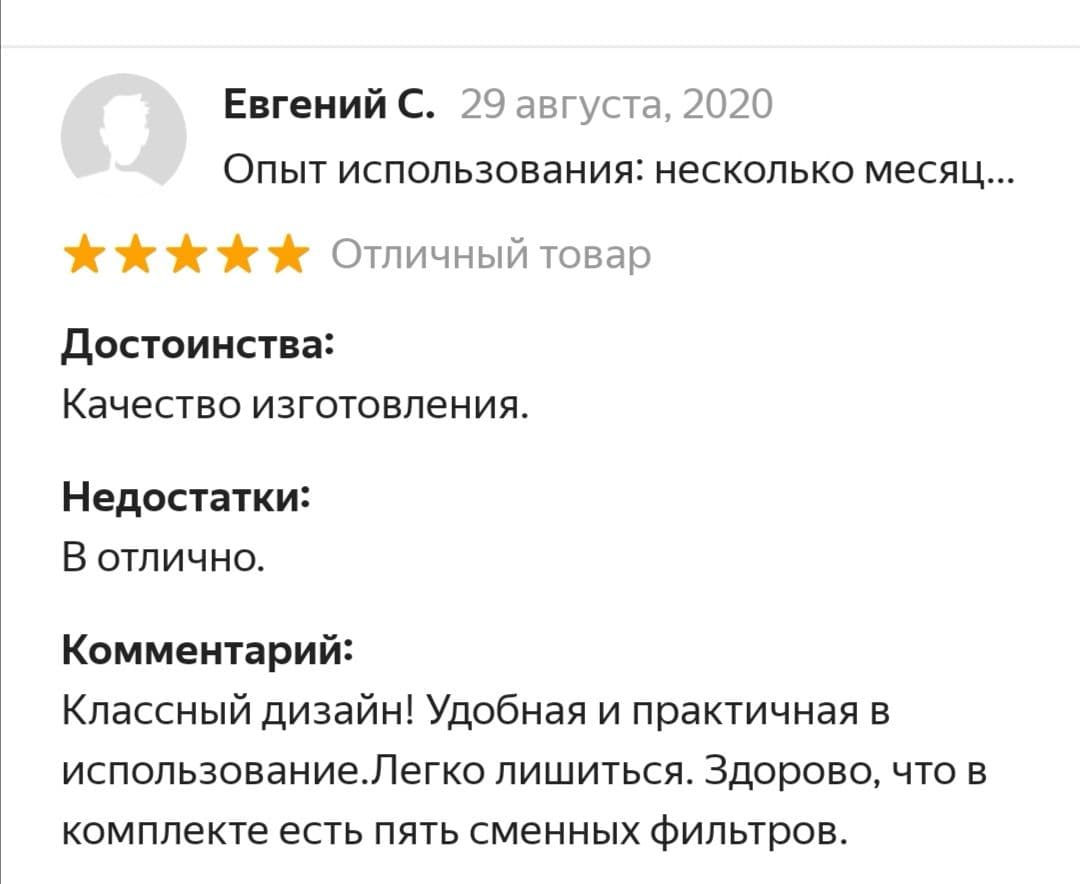 Евгений С. 29 августа, 2020
Опыт использования: несколько месяц...
Отличный товар
Достоинства:
Качество изготовления.
Недостатки:
В отлично.
Комментарий:
Классный дизайн! Удобная и практичная в
использование.Легко лишиться. Здорово, что в
комплекте есть пять сменных фильтров.